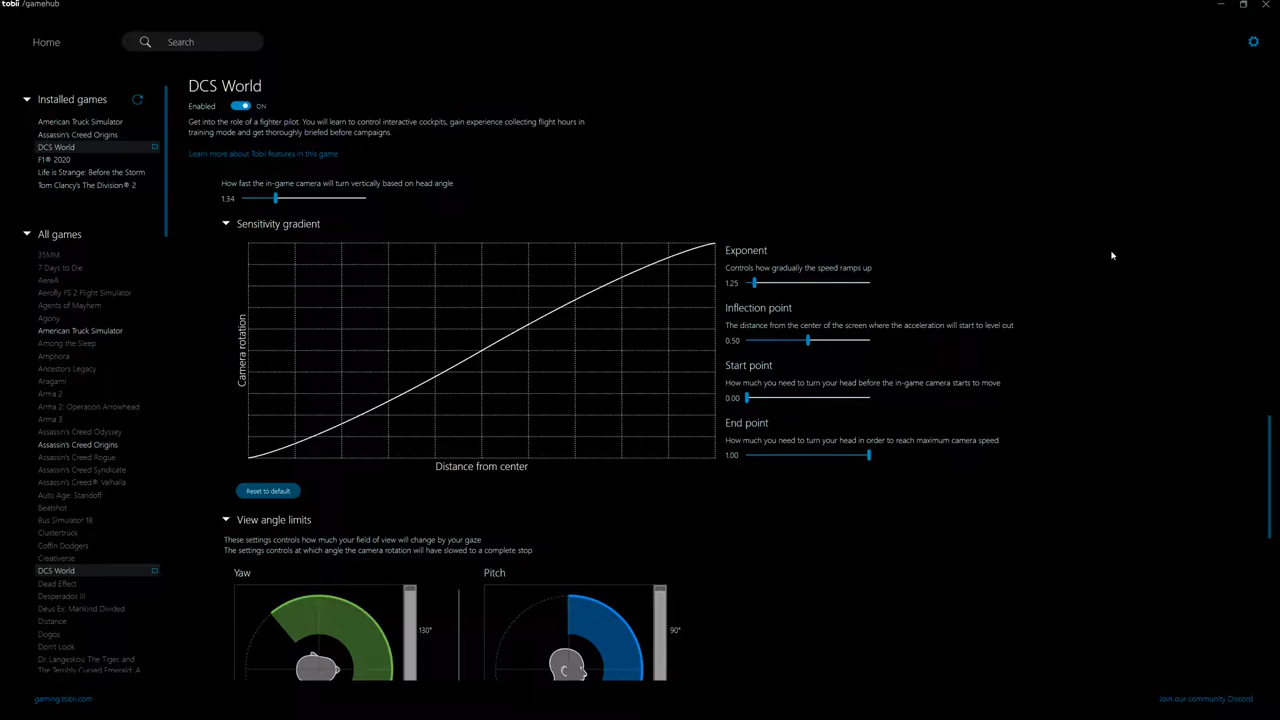 tobii /gamehub
Home
Search
Installed games
American Truck Simulator
Assassin's Creed Origins
DCS World
F1® 2020
Life is Strange: Before the Storm
Tom Clancy's The Division® 2
All games
35MM
7 Days to Die
AereA
Aerofly FS 2 Flight Simulator
Agents of Mayhem
Agony
American Truck Simulator
Among the Sleep
Amphora
Ancestors Legacy
Aragami
Arma 2
Arma 2: Operation Arrowhead
Arma 3
Assassin's Creed Odyssey
Assassin's Creed Origins
Assassin's Creed Rogue
Assassin's Creed Syndicate
Assassin's Creed® Valhalla
Auto Age: Standoff
Beatshot
Bus Simulator 18
Clustertruck
Coffin Dodgers
Creativerse
DCS World
Dead Effect
Desperados III
Deus Ex: Mankind Divided
Distance
Dogos
Don't Look
Dr. Langeskov, The Tiger, and
The Terribly Cursed Emerald: A
gaming.tobii.com
DCS World
Enabled ON
Get into the role of a fighter pilot. You will learn to control interactive cockpits, gain experience collecting flight hours in
training mode and get thoroughly briefed before campaigns.
Learn more about Tobii features in this game
How fast the in-game camera will turn vertically based on head angle
1.34
Sensitivity gradient
Camera rotation
Distance from center
Exponent
Controls how gradually the speed ramps up
1.25
Inflection point
The distance from the center of the screen where the acceleration will start to level out
0.50
Start point
How much you need to turn your head before the in-game camera starts to move
0.00
End point
How much you need to turn your head in order to reach maximum camera speed
1.00
Reset to default
View angle limits
These settings controls how much your field of view will change by your gaze
The settings controls at which angle the camera rotation will have slowed to a complete stop
Yaw
130°
Pitch
90°
Join our community Discord